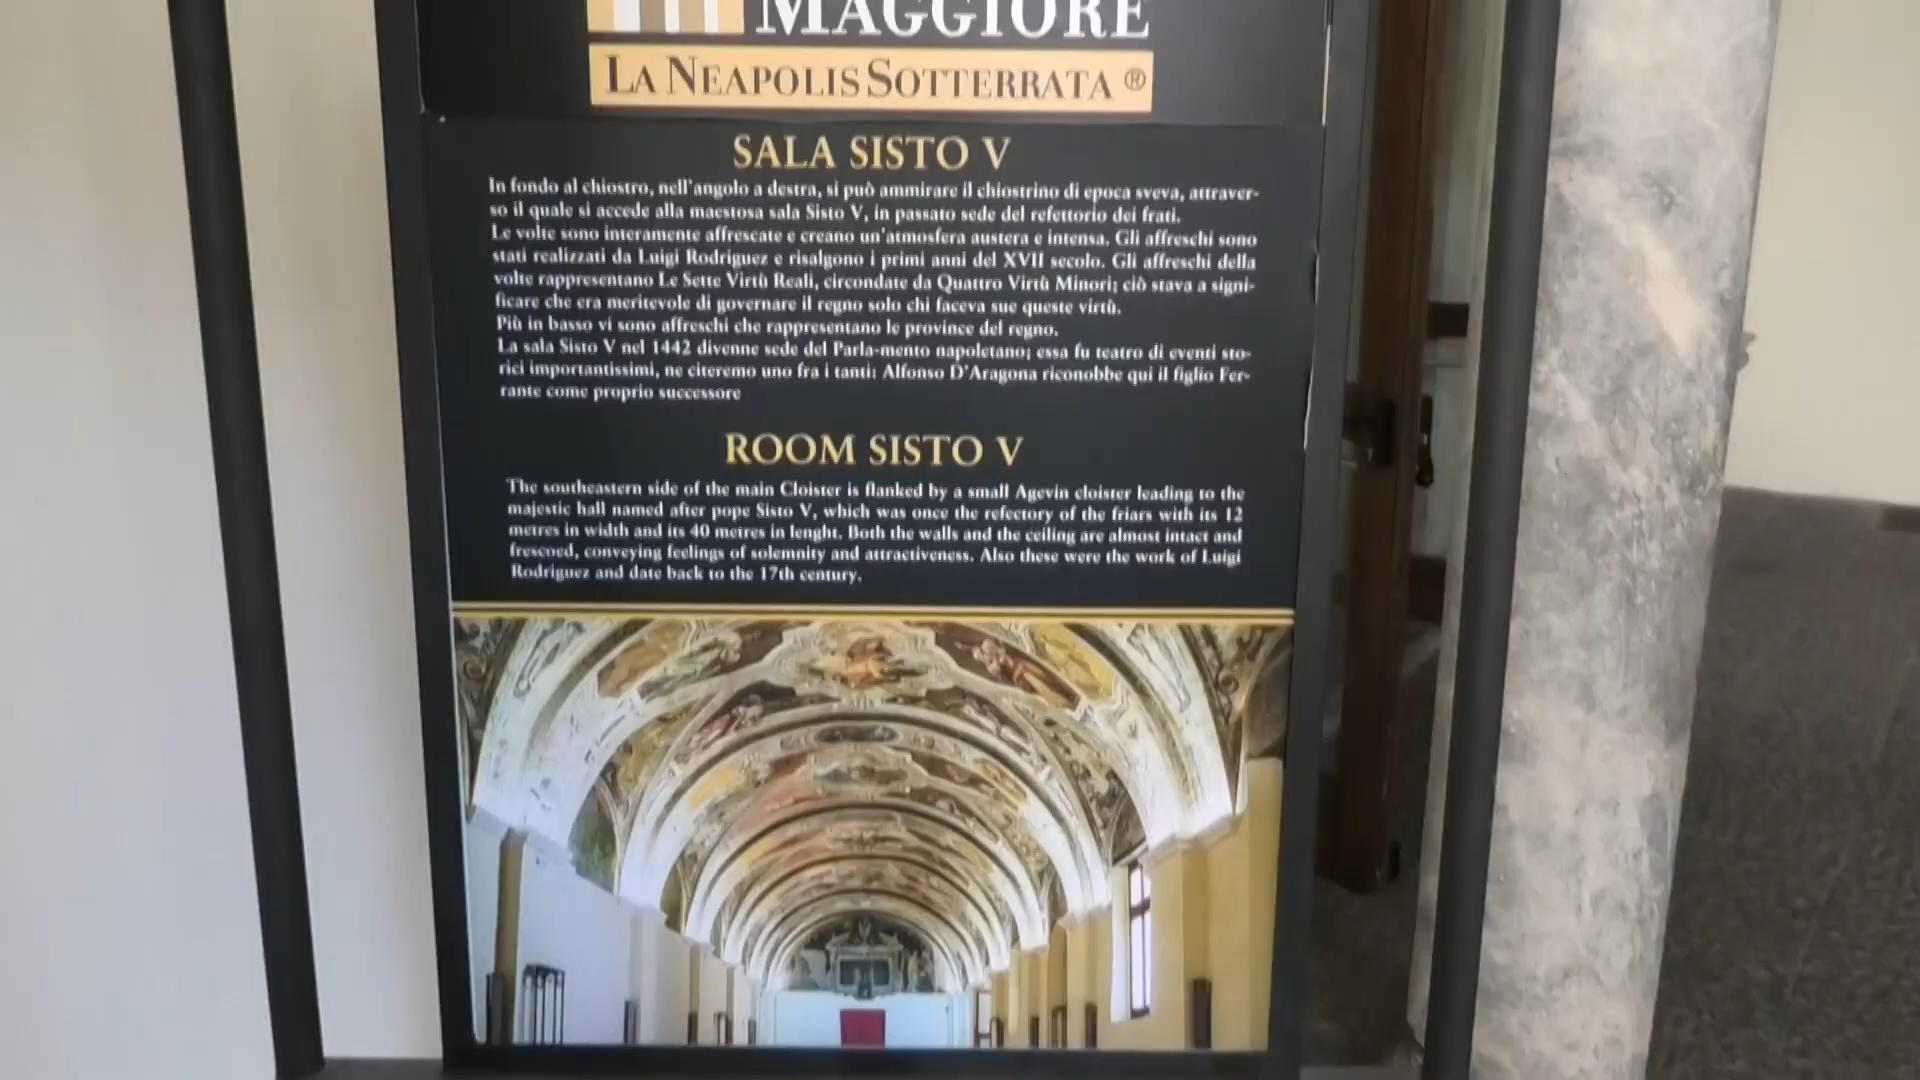 MAGGIORE
LA NEAPOLIS SOTTERRATA ®
SALA SISTO V
In fondo al chiostro, nell'angolo a destra, si può ammirare il chiostrino di epoca sveva, attraver-
so il quale si accede alla maestosa sala Sisto V, in passato sede del refettorio dei frati.
Le volte sono interamente affrescate e creano un'atmosfera austera e intensa. Gli affreschi sono
stati realizzati da Luigi Rodriguez e risalgono i primi anni del XVII secolo. Gli affreschi della
volte rappresentano Le Sette Virtù Reali, circondate da Quattro Virtù Minori; ciò stava a signi-
ficare che era meritevole di governare il regno solo chi faceva sue queste virtù.
Più in basso vi sono affreschi che rappresentano le province del regno.
La sala Sisto V nel 1442 divenne sede del Parla-mento napoletano; essa fu teatro di eventi sto-
rici importantissimi, ne citeremo uno fra i tanti: Alfonso D'Aragona riconobbe qui il figlio Fer-
rante come proprio successore
ROOM SISTO V
The southeastern side of the main Cloister is flanked by a small Agevin cloister leading to the
majestic hall named after pope Sisto V, which was once the refectory of the friars with its 12
metres in width and its 40 metres in lenght. Both the walls and the ceiling are almost intact and
frescoed, conveying feelings of solemnity and attractiveness. Also these were the work of Luigi
Rodriguez and date back to the 17th century.